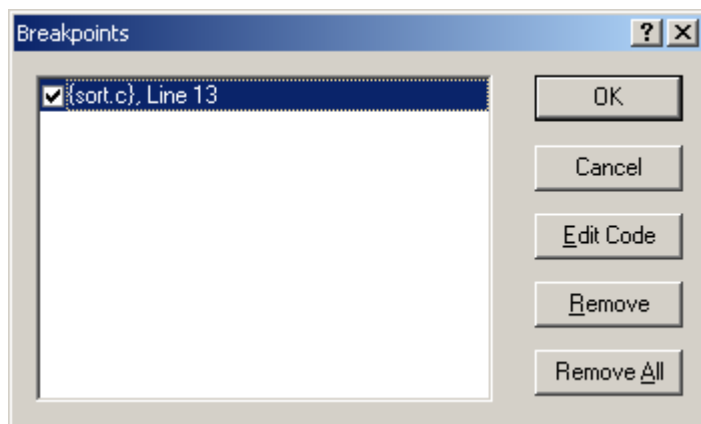 Breakpoints
{sort.c}, Line 13
OK
Cancel
Edit Code
Remove
Remove All